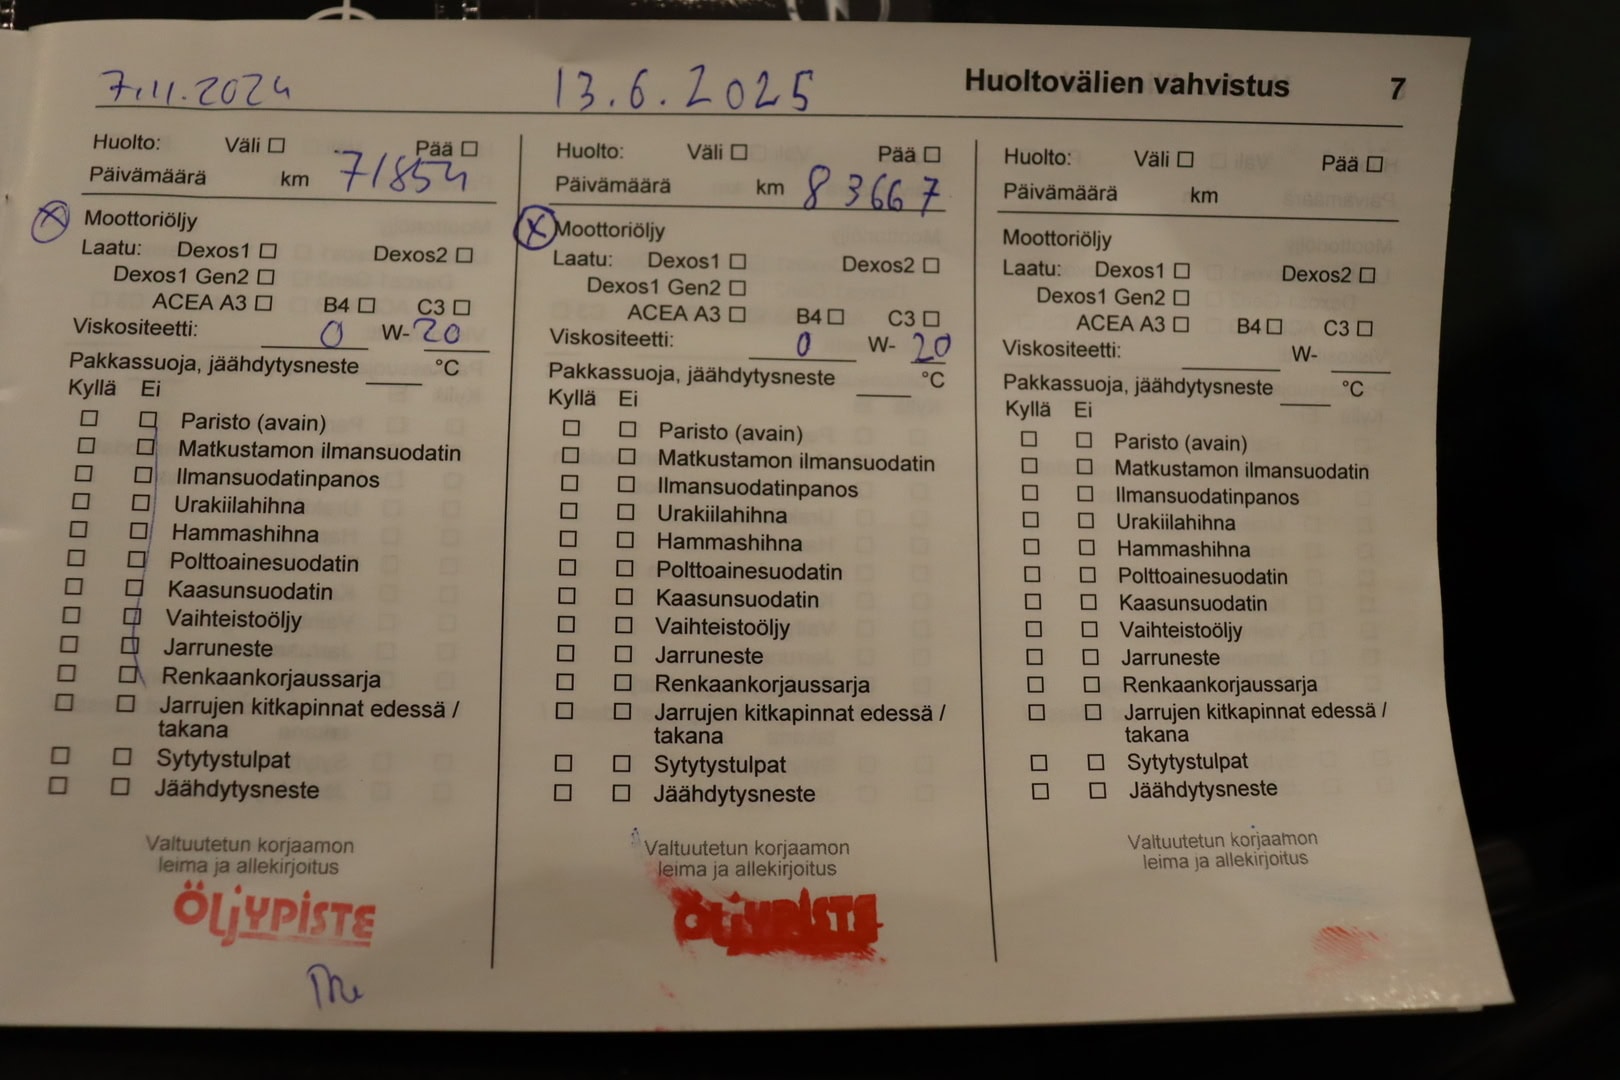 Huoltovälien vahvistus 7
7.11.2024
Huolto: Väli ☐ Pää ☐
Päivämäärä km 71854
Moottoriöljy
Laatu: Dexos1 ☐ Dexos2 ☐
Dexos1 Gen2 ☐
ACEA A3 ☐ B4 ☐ C3 ☐
Viskositeetti: 0 W-20
Pakkassuoja, jäähdytysneste °C
Kyllä Ei
☐ ☐ Paristo (avain)
☐ ☐ Matkustamon ilmansuodatin
☐ ☐ Ilmansuodatinpanos
☐ ☐ Urakiilahihna
☐ ☐ Hammashihna
☐ ☐ Polttoainesuodatin
☐ ☐ Kaasunsuodatin
☐ ☐ Vaihteistoöljy
☐ ☐ Jarruneste
☐ ☐ Renkaankorjaussarja
☐ ☐ Jarrujen kitkapinnat edessä /
takana
☐ ☐ Sytytystulpat
☐ ☐ Jäähdytysneste
Valtuutetun korjaamon
leima ja allekirjoitus
ÖLjYPISTE
13.6.2025
Huolto: Väli ☐ Pää ☐
Päivämäärä km 83667
Moottoriöljy
Laatu: Dexos1 ☐ Dexos2 ☐
Dexos1 Gen2 ☐
ACEA A3 ☐ B4 ☐ C3 ☐
Viskositeetti: 0 W- 20
Pakkassuoja, jäähdytysneste °C
Kyllä Ei
☐ ☐ Paristo (avain)
☐ ☐ Matkustamon ilmansuodatin
☐ ☐ Ilmansuodatinpanos
☐ ☐ Urakiilahihna
☐ ☐ Hammashihna
☐ ☐ Polttoainesuodatin
☐ ☐ Kaasunsuodatin
☐ ☐ Vaihteistoöljy
☐ ☐ Jarruneste
☐ ☐ Renkaankorjaussarja
☐ ☐ Jarrujen kitkapinnat edessä /
takana
☐ ☐ Sytytystulpat
☐ ☐ Jäähdytysneste
Valtuutetun korjaamon
leima ja allekirjoitus
ÖLjYPISTE
Huolto: Väli ☐ Pää ☐
Päivämäärä km
Moottoriöljy
Laatu: Dexos1 ☐ Dexos2 ☐
Dexos1 Gen2 ☐
ACEA A3 ☐ B4 ☐ C3 ☐
Viskositeetti: W-
Pakkassuoja, jäähdytysneste °C
Kyllä Ei
☐ ☐ Paristo (avain)
☐ ☐ Matkustamon ilmansuodatin
☐ ☐ Ilmansuodatinpanos
☐ ☐ Urakiilahihna
☐ ☐ Hammashihna
☐ ☐ Polttoainesuodatin
☐ ☐ Kaasunsuodatin
☐ ☐ Vaihteistoöljy
☐ ☐ Jarruneste
☐ ☐ Renkaankorjaussarja
☐ ☐ Jarrujen kitkapinnat edessä /
takana
☐ ☐ Sytytystulpat
☐ ☐ Jäähdytysneste
Valtuutetun korjaamon
leima ja allekirjoitus